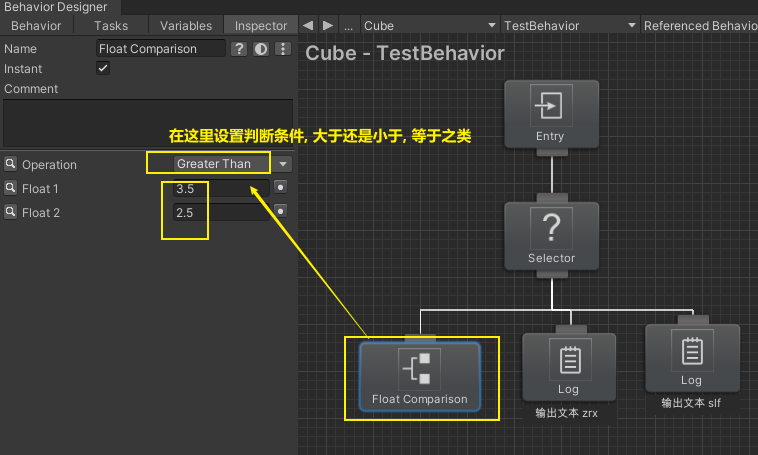 Behavior Designer
Behavior Tasks Variables Inspector
... Cube TestBehavior Referenced Behavio
Name Float Comparison ?
Instant
Comment
Cube - TestBehavior
在这里设置判断条件, 大于还是小于, 等于之类
Operation Greater Than
Float 1 3.5
Float 2 2.5
Entry
?
Selector
Float Comparison
Log
输出文本 zrx
Log
输出文本 slf